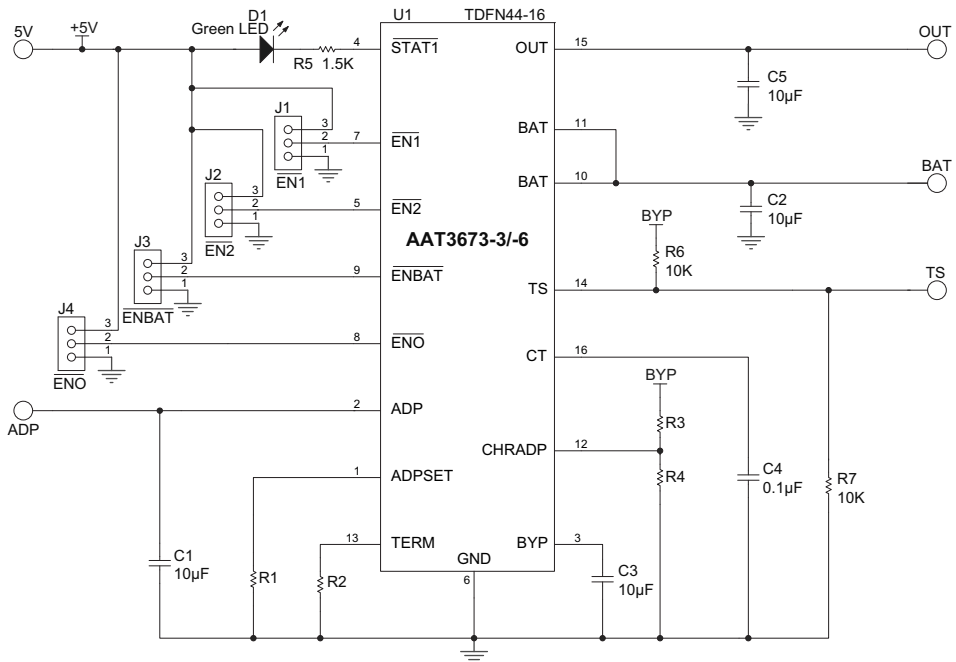 D1
Green LED
U1
TDFN44-16
5V
+5V
R5
1.5K
4
STAT1
OUT
15
OUT
C5
10µF
J1
3
2
1
EN1
7
EN1
BAT
11
BAT
10
BAT
C2
10µF
J2
3
2
1
EN2
5
EN2
AAT3673-3/-6
BYP
R6
10K
J3
3
2
1
ENBAT
9
ENBAT
TS
14
TS
J4
3
2
1
ENO
8
ENO
CT
16
BYP
R3
ADP
2
ADP
CHRADP
12
R4
1
ADPSET
C4
0.1µF
R7
10K
13
TERM
BYP
3
GND
6
C1
10µF
R1
R2
C3
10µF